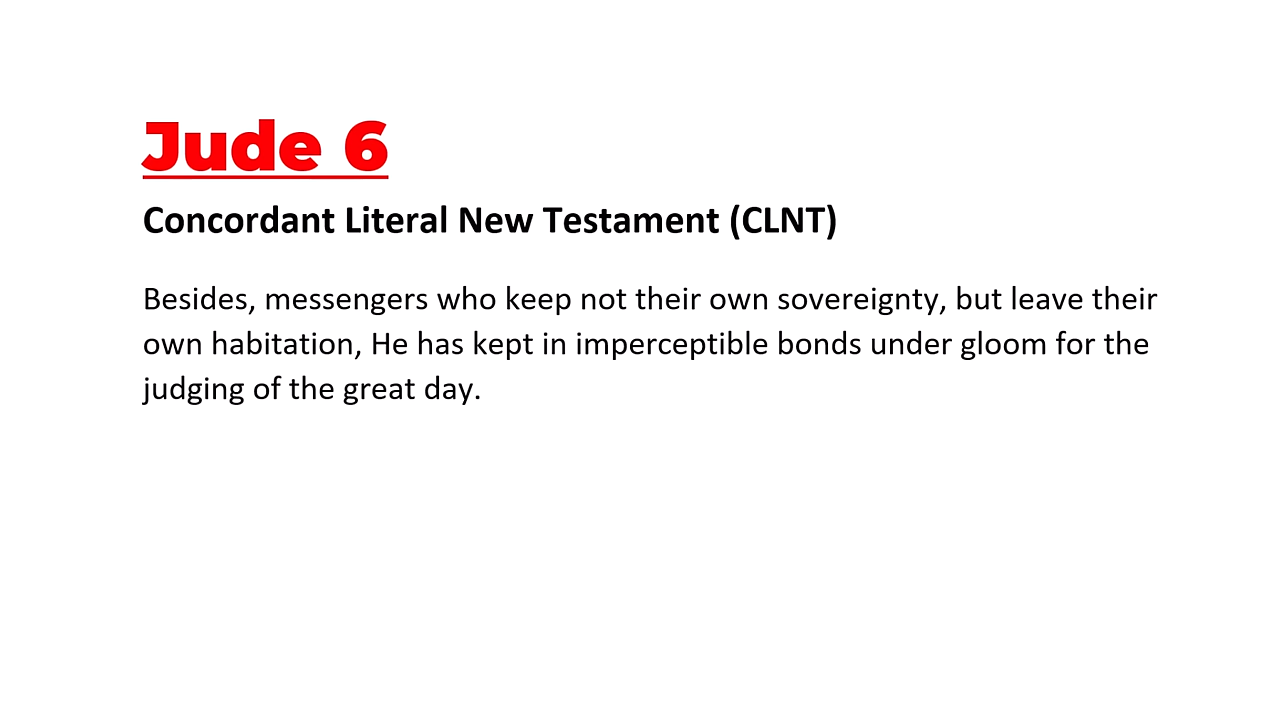 Jude 6
Concordant Literal New Testament (CLNT)
Besides, messengers who keep not their own sovereignty, but leave their
own habitation, He has kept in imperceptible bonds under gloom for the
judging of the great day.